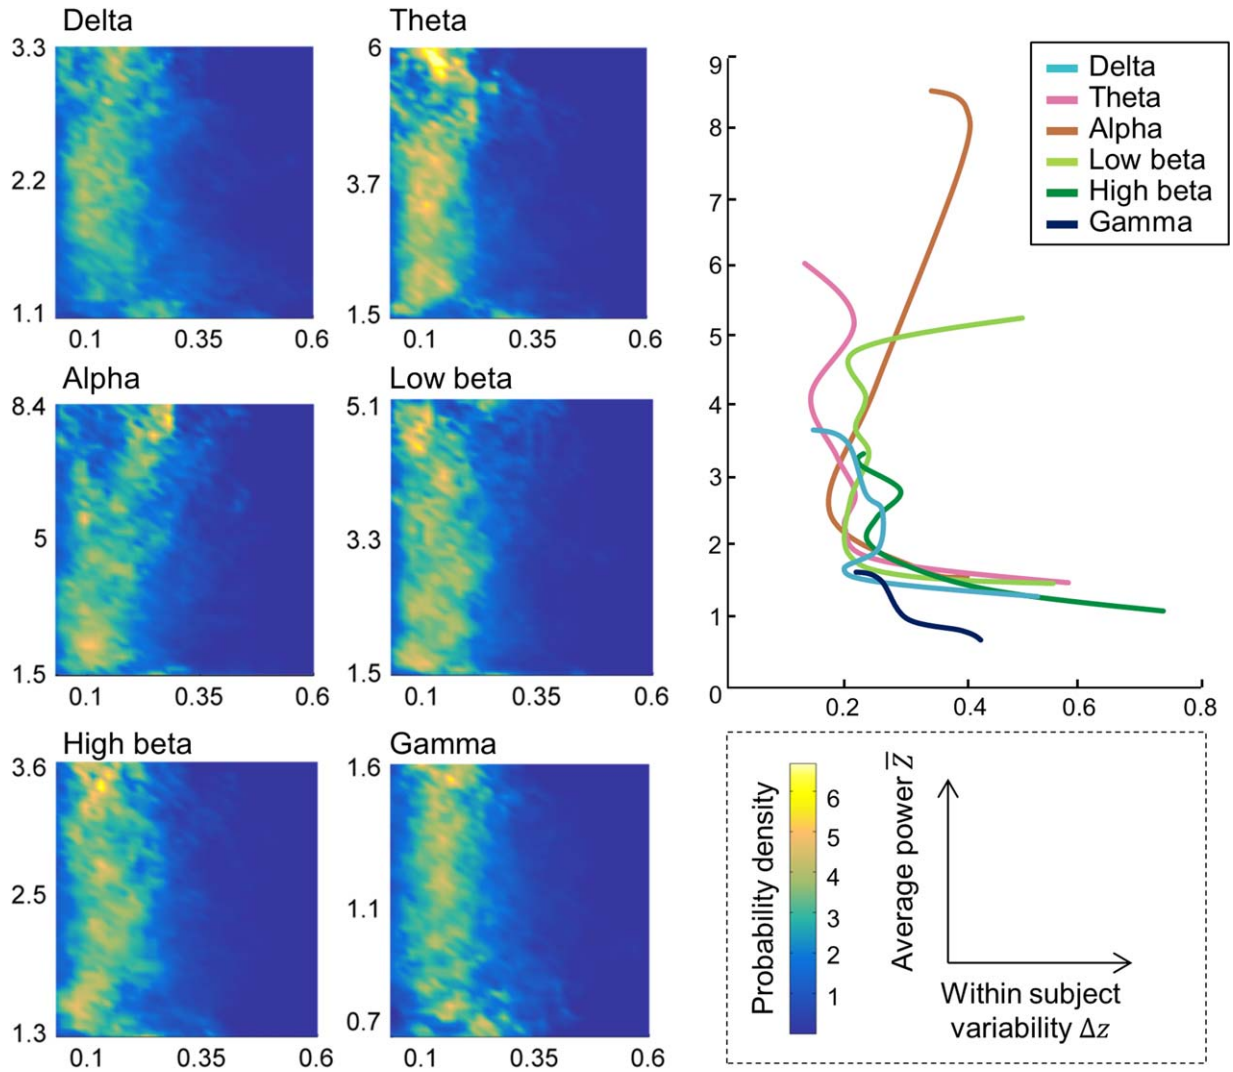 Delta
3.3
2.2
1.1
0.1 0.35 0.6
Theta
6
3.7
1.5
0.1 0.35 0.6
Alpha
8.4
5
1.5
0.1 0.35 0.6
Low beta
5.1
3.3
1.5
0.1 0.35 0.6
High beta
3.6
2.5
1.3
0.1 0.35 0.6
Gamma
1.6
1.1
0.7
0.1 0.35 0.6
9
8
7
6
5
4
3
2
1
0
0.2 0.4 0.6 0.8
Delta
Theta
Alpha
Low beta
High beta
Gamma
Probability density
6
5
4
3
2
1
Average power Z̅
Within subject
variability Δz